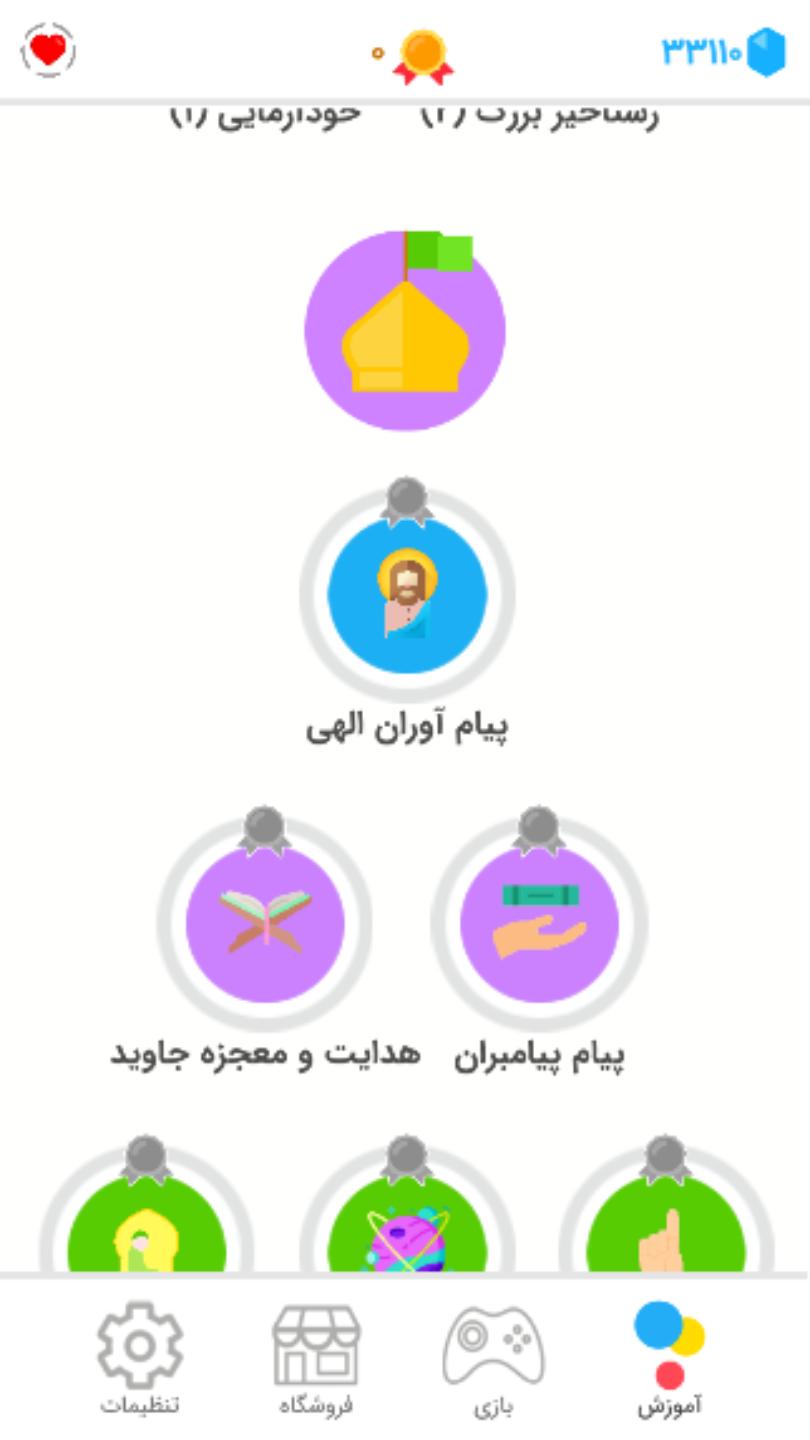 ۰ ۳۳۱۱۰
رستاخیز بزرگ (۲) خودآزمایی (۱)
پیام آوران الهی
پیام پیامبران هدایت و معجزه جاوید
آموزش بازی فروشگاه تنظیمات